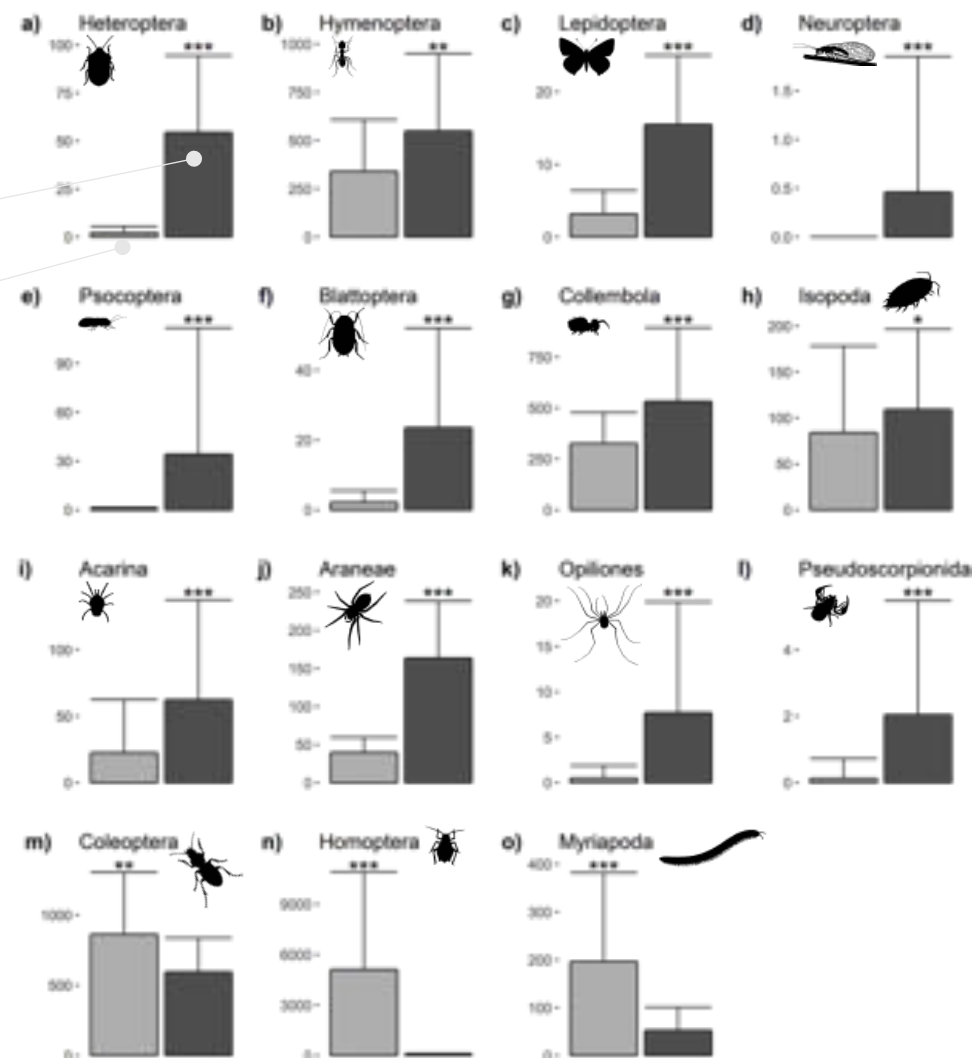 a) Heteroptera b) Hymenoptera c) Lepidoptera d) Neuroptera
*** ** *** ***
100 1000
75 750 20 1.5
50 500 1.0
25 250 10 0.5
0 0 0 0.0
e) Psocoptera f) Blattoptera g) Collembola h) Isopoda
*** *** *** *
90 40 750 200
60 500 150
30 20 250 100
50
0 0 0 0
i) Acarina j) Araneae k) Opiliones l) Pseudoscorpionida
*** *** *** ***
250 20
100 200 15 4
150
50 100 10 2
50 5
0 0 0 0
m) Coleoptera n) Homoptera o) Myriapoda
** *** ***
400
1000 9000 300
500 6000 200
3000 100
0 0 0